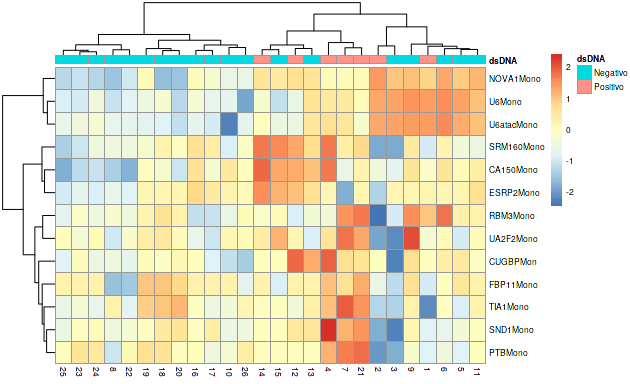 dsDNA
NOVA1Mono
U6Mono
U6atacMono
SRM160Mono
CA150Mono
ESRP2Mono
RBM3Mono
UA2F2Mono
CUGBPMono
FBP11Mono
TIA1Mono
SND1Mono
PTBMono
25 23 24 8 22 19 18 20 16 17 10 26 14 15 12 13 4 7 21 2 3 9 1 6 5 11
2
1
0
-1
-2
dsDNA
Negativo
Positivo